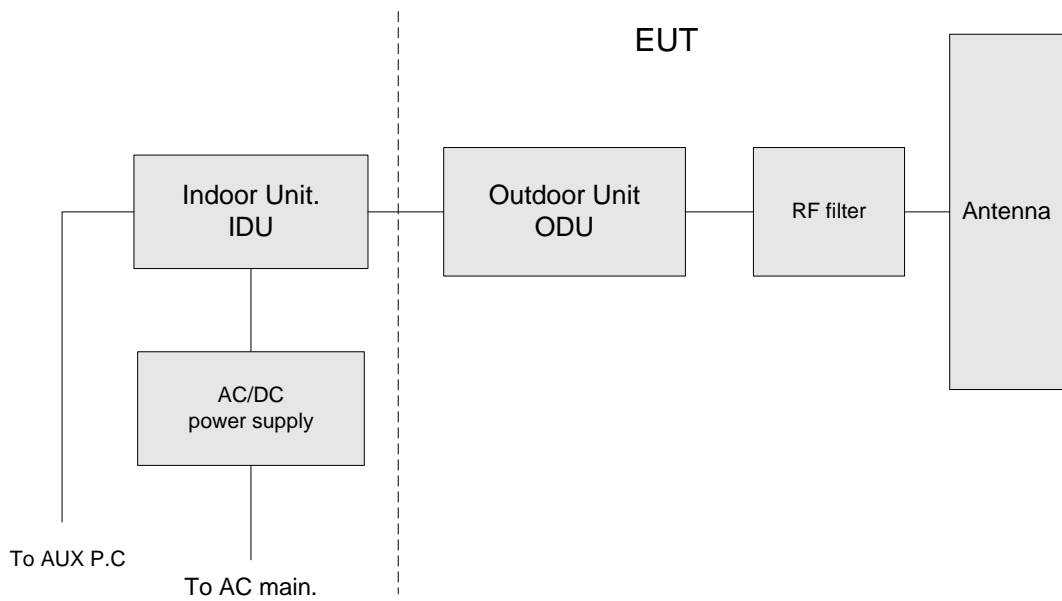 EUT
Indoor Unit.
IDU
Outdoor Unit
ODU
RF filter
Antenna
AC/DC
power supply
To AUX P.C
To AC main.